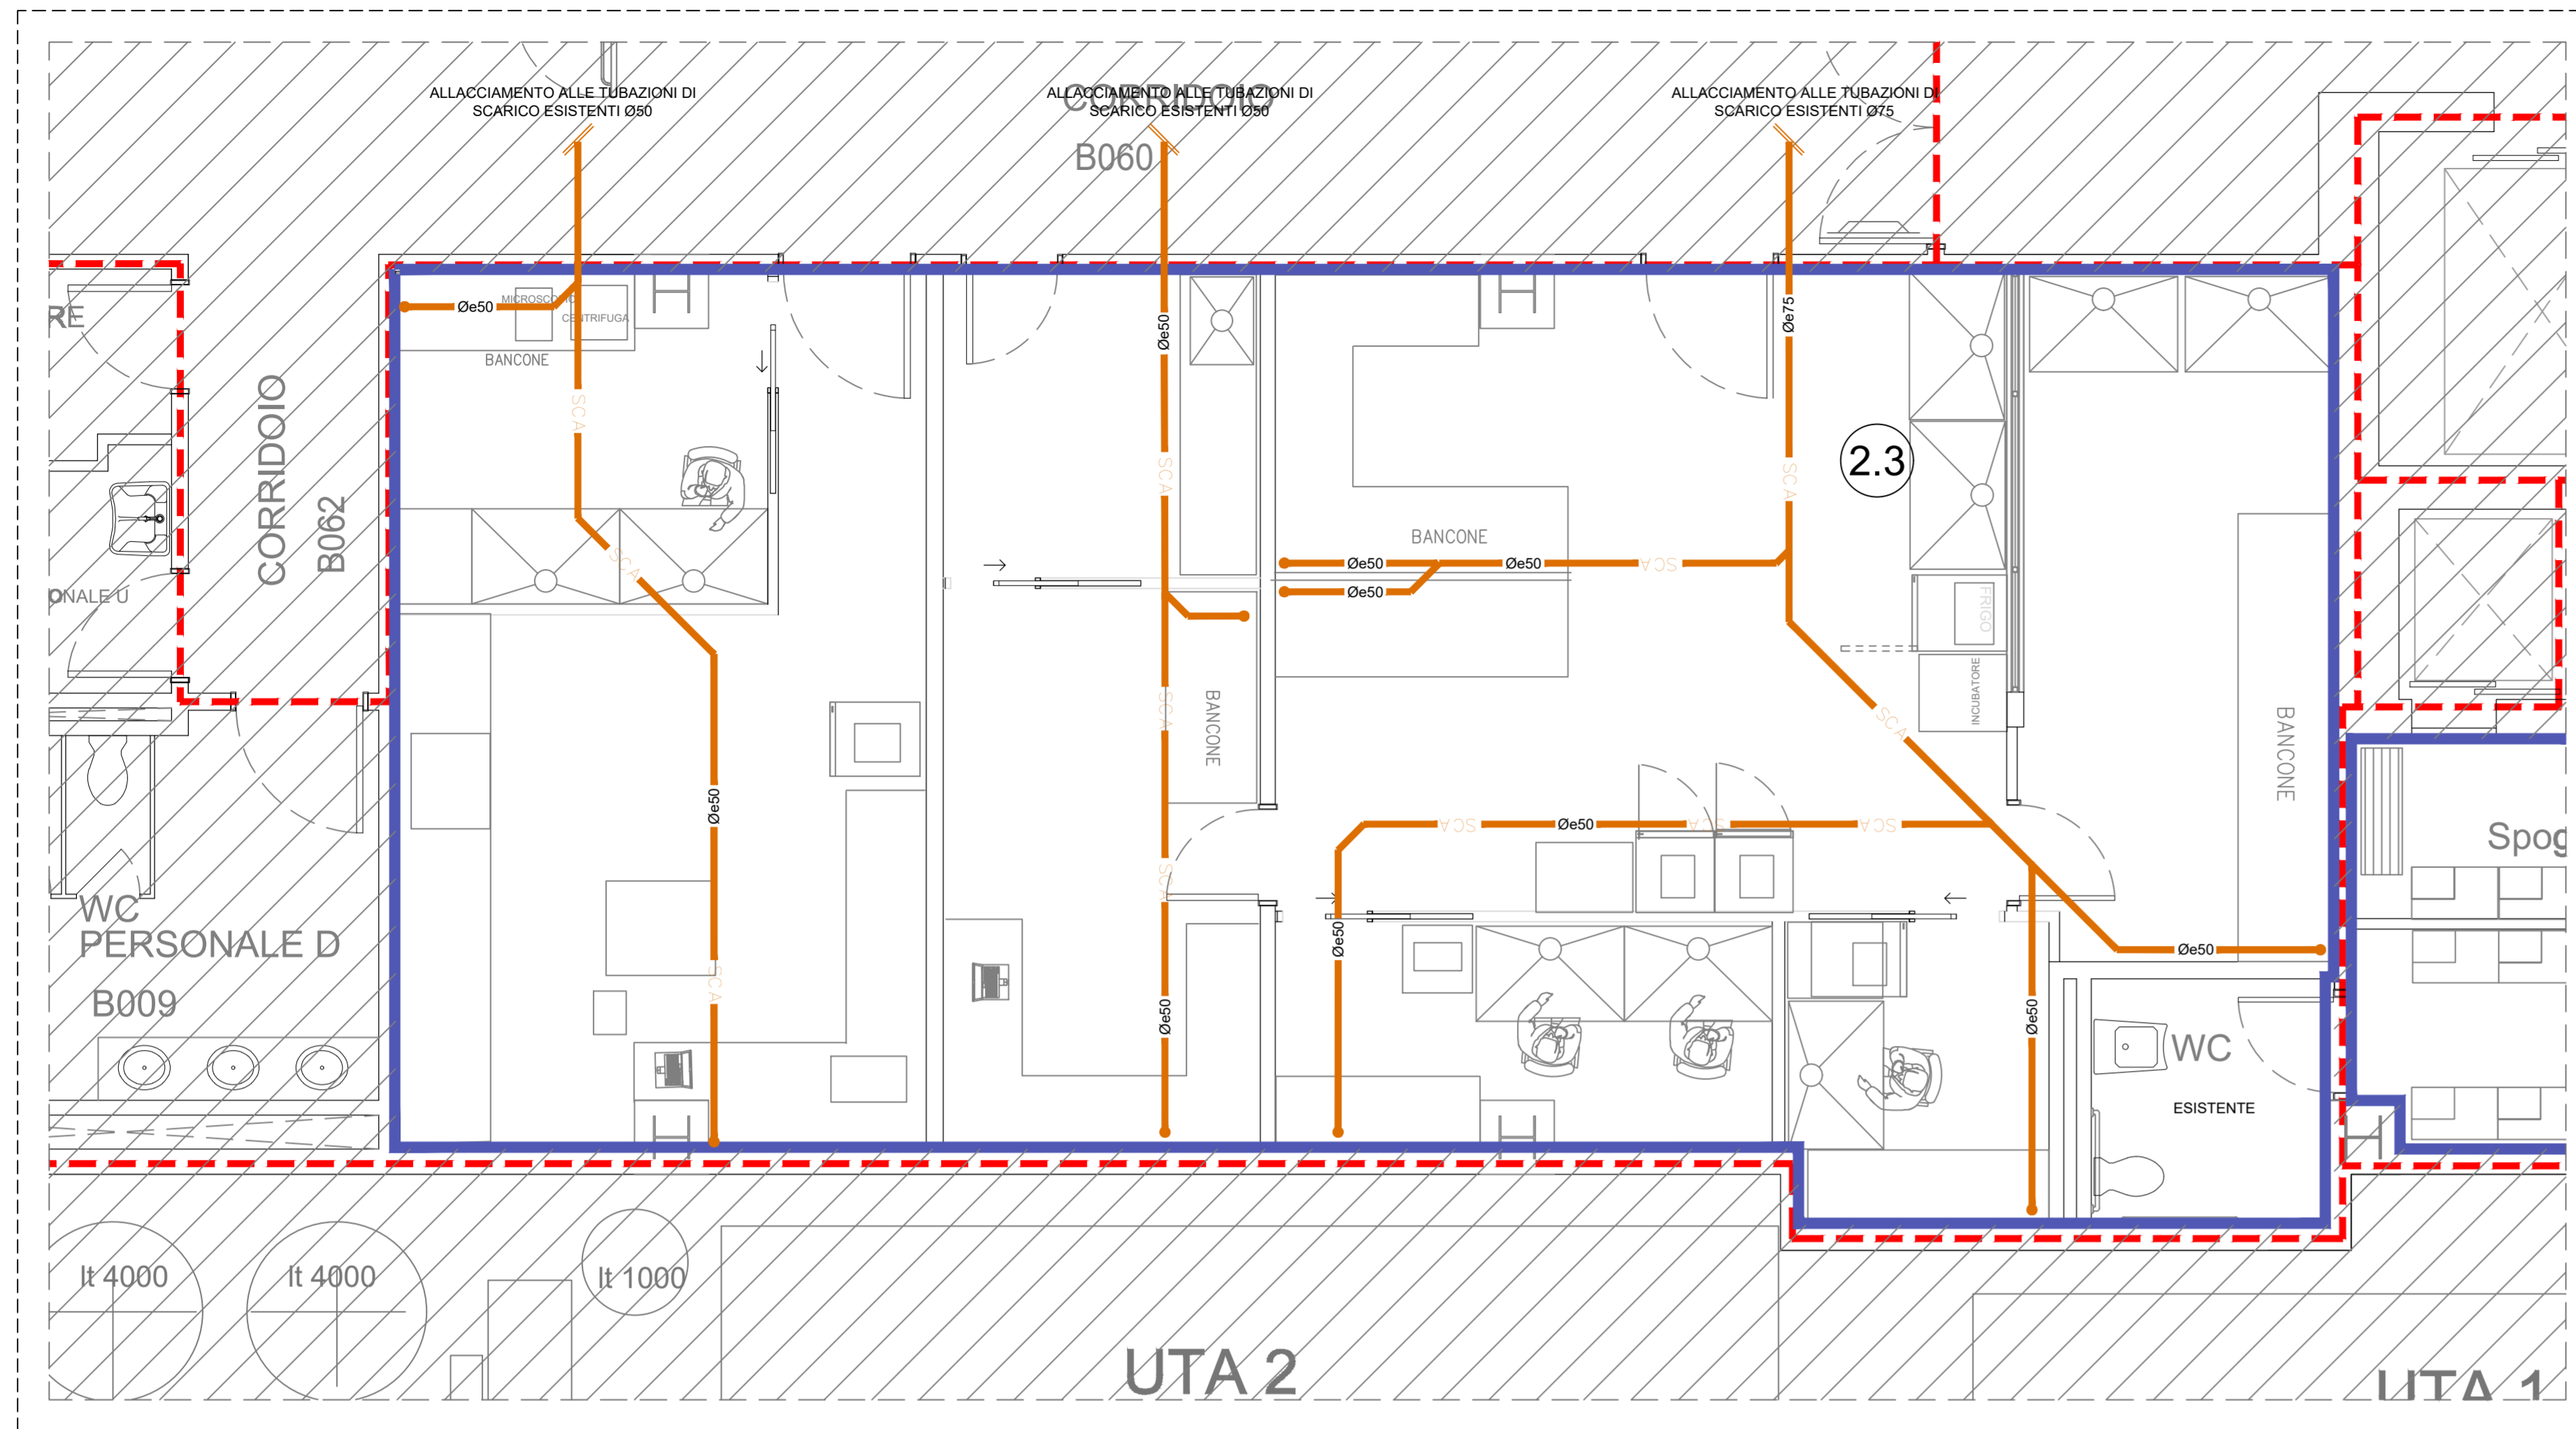 ALLACCIAMENTO ALLE TUBAZIONI DI
SCARICO ESISTENTI Ø50
ALLACCIAMENTO ALLE TUBAZIONI DI
SCARICO ESISTENTI Ø50
CORRIDOIO
B060
ALLACCIAMENTO ALLE TUBAZIONI DI
SCARICO ESISTENTI Ø75
RE
Øe50
MICROSCOPIO
CENTRIFUGA
BANCONE
Øe50
Øe75
SCA
SCA
SCA
2.3
CORRIDOIO
B062
ONALE U
SCA
BANCONE
Øe50
Øe50
SCA
Øe50
FRIGO
INCUBATORE
SCA
BANCONE
SCA
BANCONE
Øe50
SCA
Øe50
SCA
SCA
SCA
Spog
WC
PERSONALE D
B009
SCA
Øe50
Øe50
Øe50
Øe50
WC
ESISTENTE
lt 4000
lt 4000
lt 1000
UTA 2
UTA 1